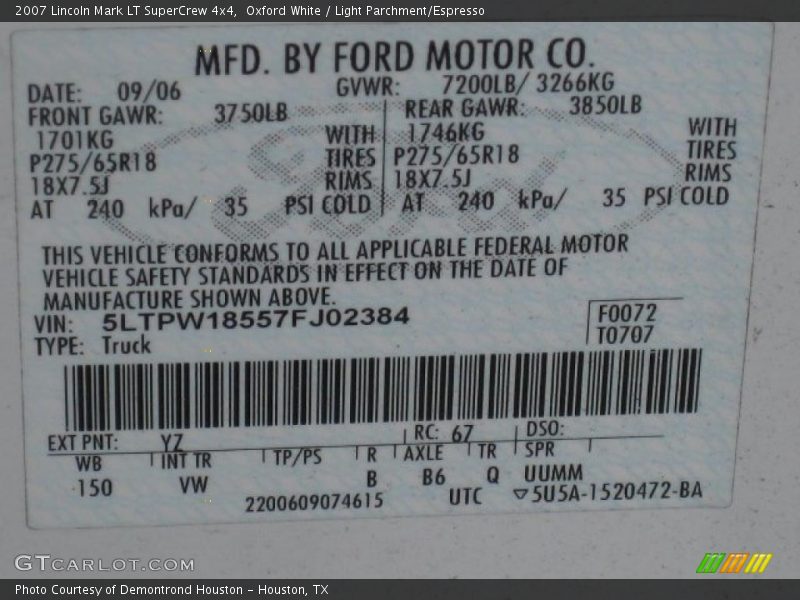 2007 Lincoln Mark LT SuperCrew 4x4, Oxford White / Light Parchment/Espresso
MFD. BY FORD MOTOR CO.
DATE: 09/06 GVWR: 7200LB/ 3266KG
FRONT GAWR: 3750LB REAR GAWR: 3850LB
1701KG WITH 1746KG WITH
P275/65R18 TIRES P275/65R18 TIRES
18X7.5J RIMS 18X7.5J RIMS
AT 240 kPa/ 35 PSI COLD AT 240 kPa/ 35 PSI COLD
THIS VEHICLE CONFORMS TO ALL APPLICABLE FEDERAL MOTOR
VEHICLE SAFETY STANDARDS IN EFFECT ON THE DATE OF
MANUFACTURE SHOWN ABOVE.
VIN: 5LTPW18557FJ02384 F0072
TYPE: Truck T0707
EXT PNT: YZ RC: 67 DSO:
WB INT TR TP/PS R AXLE TR SPR
150 VW B B6 Q UUMM
2200609074615 UTC ▽5U5A-1520472-BA
GTCARLOT.COM
Photo Courtesy of Demontrond Houston - Houston, TX